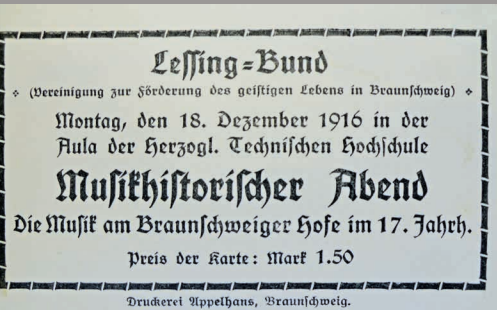 Lessing=Bund
(Vereinigung zur Förderung des geistigen Lebens in Braunschweig)
Montag, den 18. Dezember 1916 in der
Aula der Herzogl. Technischen Hochschule
Musikhistorischer Abend
Die Musik am Braunschweiger Hofe im 17. Jahrh.
Preis der Karte: Mark 1.50
Druckerei Appelhans, Braunschweig.